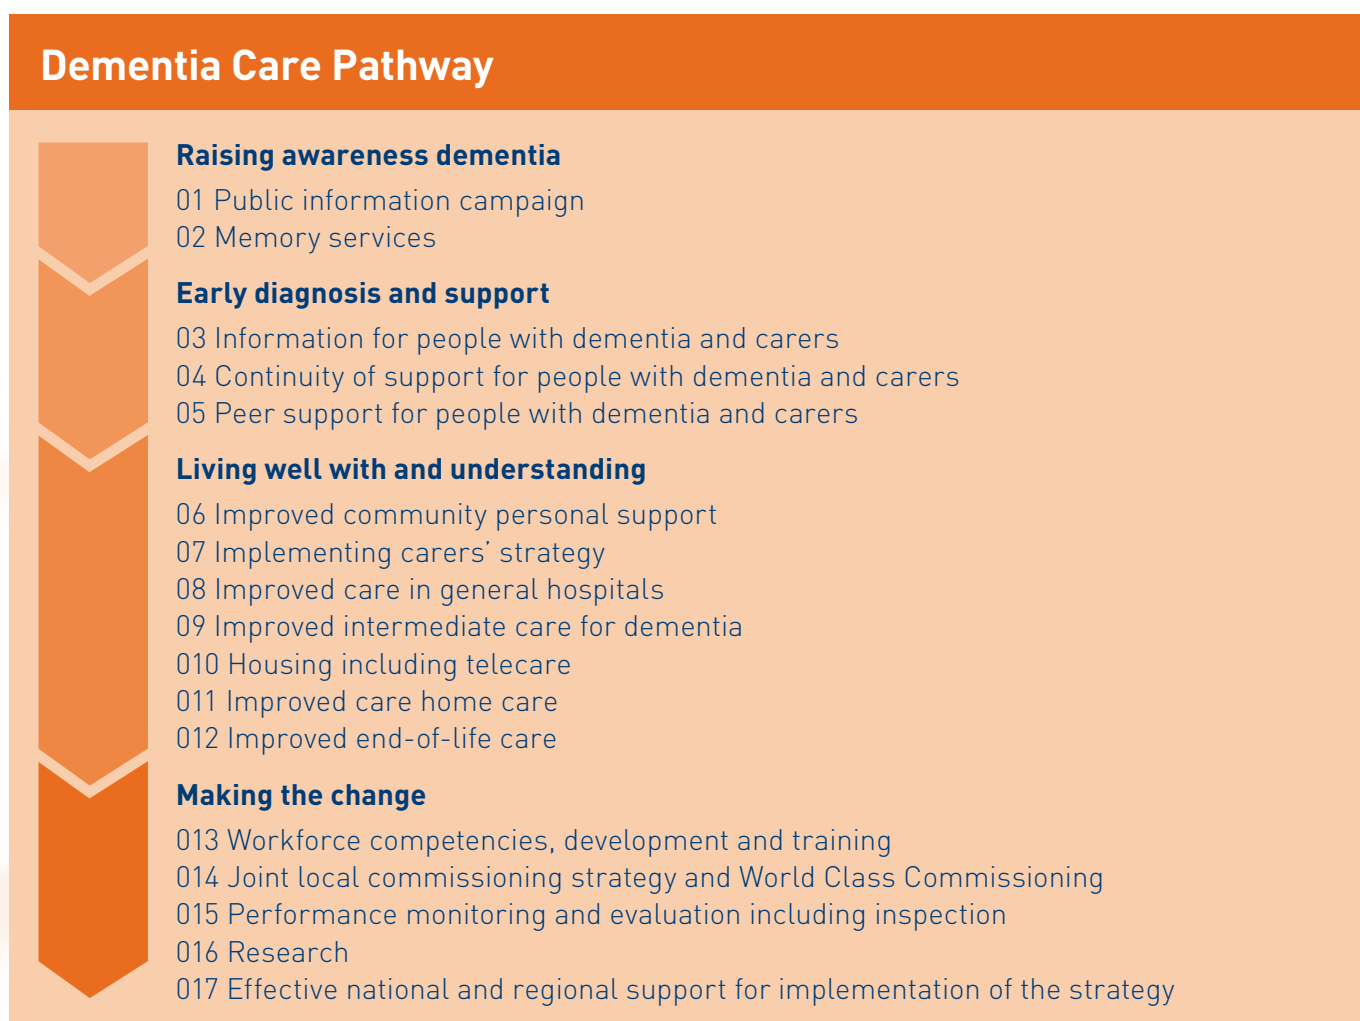 Dementia Care Pathway
Raising awareness dementia
01 Public information campaign
02 Memory services
Early diagnosis and support
03 Information for people with dementia and carers
04 Continuity of support for people with dementia and carers
05 Peer support for people with dementia and carers
Living well with and understanding
06 Improved community personal support
07 Implementing carers’ strategy
08 Improved care in general hospitals
09 Improved intermediate care for dementia
010 Housing including telecare
011 Improved care home care
012 Improved end-of-life care
Making the change
013 Workforce competencies, development and training
014 Joint local commissioning strategy and World Class Commissioning
015 Performance monitoring and evaluation including inspection
016 Research
017 Effective national and regional support for implementation of the strategy